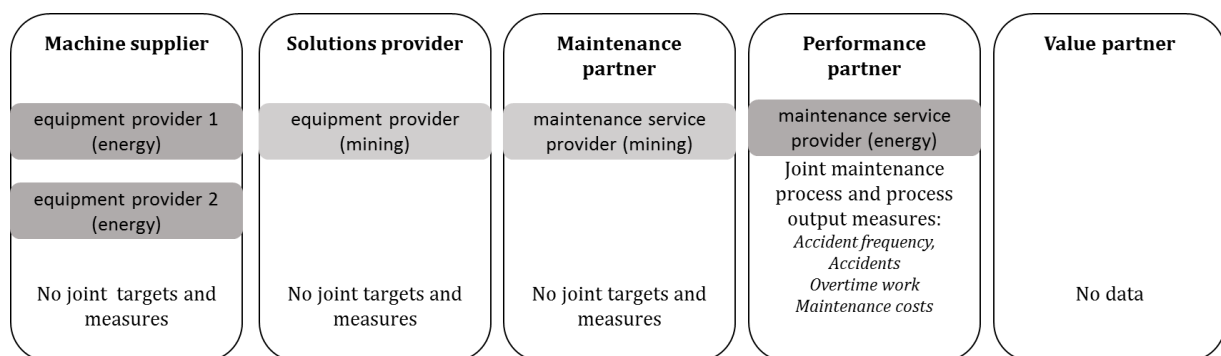 Machine supplier
equipment provider 1
(energy)
equipment provider 2
(energy)
No joint targets and
measures
Solutions provider
equipment provider
(mining)
No joint targets and
measures
Maintenance
partner
maintenance service
provider (mining)
No joint targets and
measures
Performance
partner
maintenance service
provider (energy)
Joint maintenance
process and process
output measures:
Accident frequency,
Accidents
Overtime work
Maintenance costs
Value partner
No data